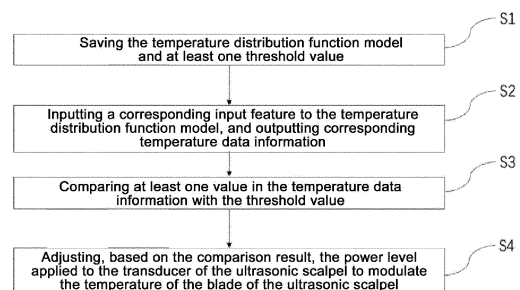 S1
Saving the temperature distribution function model
and at least one threshold value
S2
Inputting a corresponding input feature to the temperature
distribution function model, and outputting corresponding
temperature data information
S3
Comparing at least one value in the temperature data
information with the threshold value
S4
Adjusting, based on the comparison result, the power level
applied to the transducer of the ultrasonic scalpel to modulate
the temperature of the blade of the ultrasonic scalpel